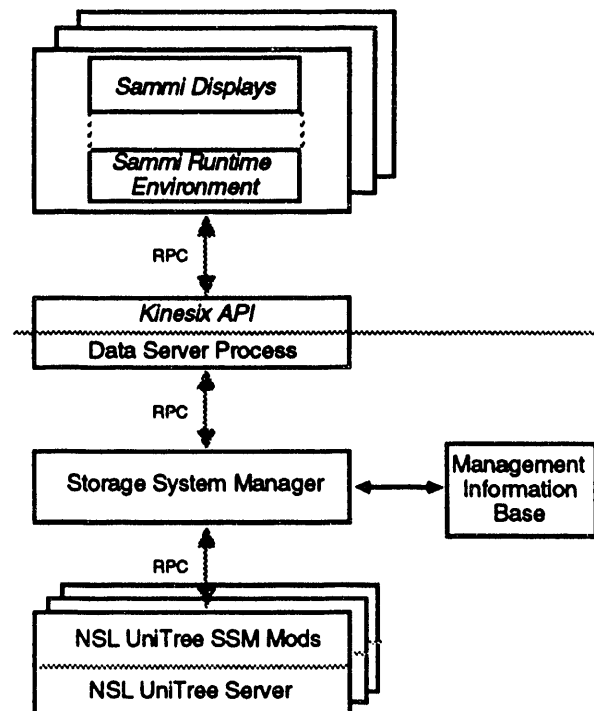 Sammi Displays
Sammi Runtime
Environment
RPC
Kinesix API
Data Server Process
RPC
Storage System Manager
Management
Information
Base
RPC
NSL UniTree SSM Mods
NSL UniTree Server